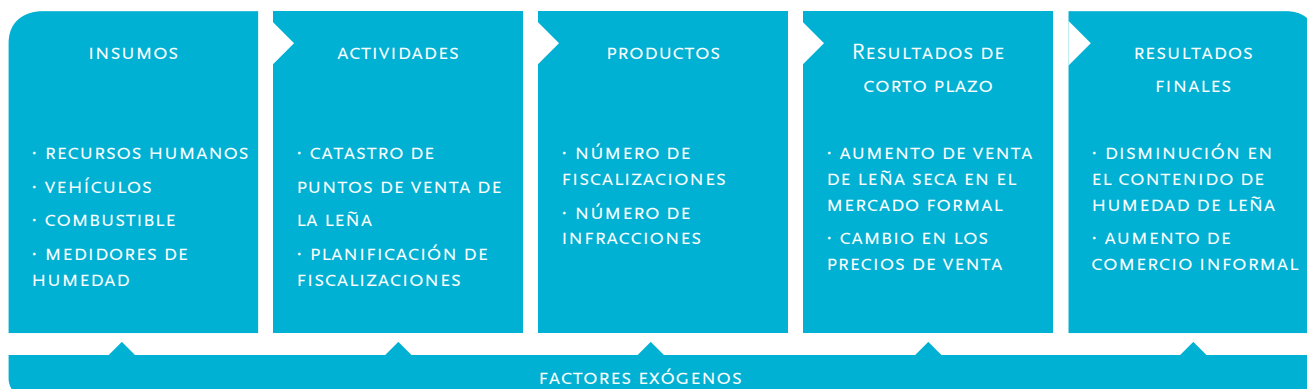 INSUMOS
· RECURSOS HUMANOS
· VEHÍCULOS
· COMBUSTIBLE
· MEDIDORES DE
HUMEDAD
ACTIVIDADES
· CATASTRO DE
PUNTOS DE VENTA DE
LA LEÑA
· PLANIFICACIÓN DE
FISCALIZACIONES
PRODUCTOS
· NÚMERO DE
FISCALIZACIONES
· NÚMERO DE
INFRACCIONES
RESULTADOS DE
CORTO PLAZO
· AUMENTO DE VENTA
DE LEÑA SECA EN EL
MERCADO FORMAL
· CAMBIO EN LOS
PRECIOS DE VENTA
RESULTADOS
FINALES
· DISMINUCIÓN EN
EL CONTENIDO DE
HUMEDAD DE LEÑA
· AUMENTO DE
COMERCIO INFORMAL
FACTORES EXÓGENOS